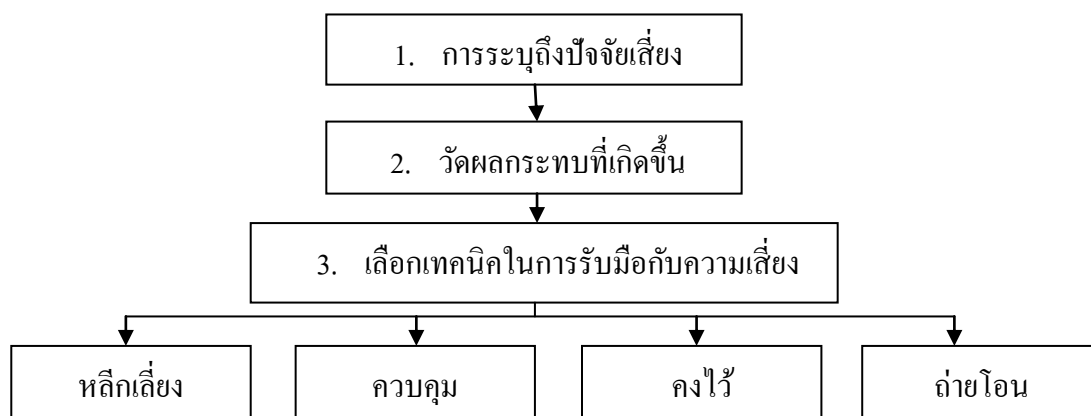 1. การระบุถึงปัจจัยเสี่ยง
2. วัดผลกระทบที่เกิดขึ้น
3. เลือกเทคนิคในการรับมือกับความเสี่ยง
หลีกเลี่ยง
ควบคุม
คงไว้
ถ่ายโอน